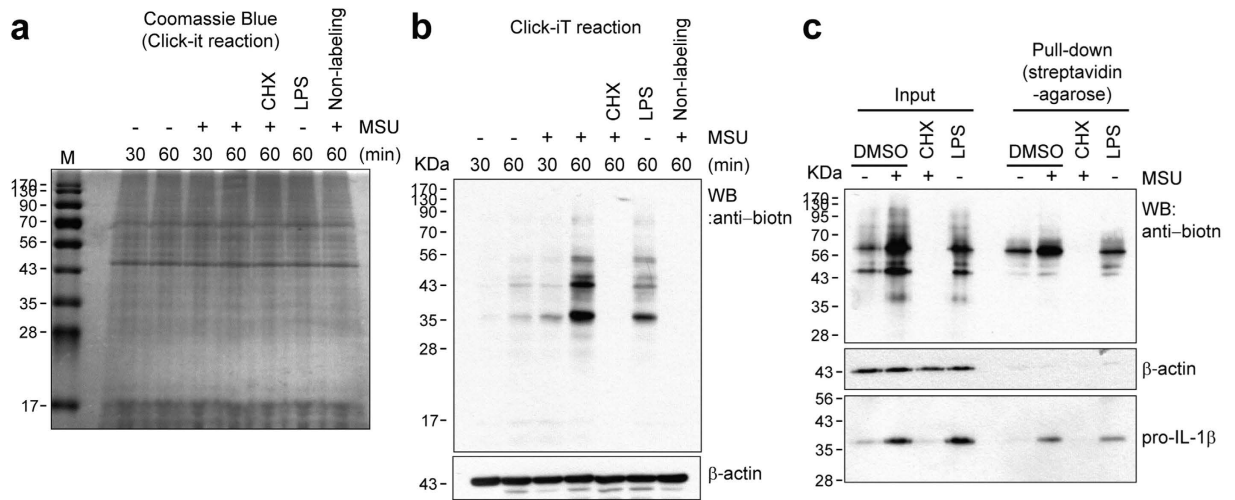 a
Coomassie Blue
(Click-it reaction)
CHX
LPS
Non-labeling
- - + + + - + MSU
M 30 60 30 60 60 60 60 (min)
170
130
90
70
56
43
35
28
17
b
Click-iT reaction
CHX
LPS
Non-labeling
- - + + + - + MSU
KDa 30 60 30 60 60 60 60 (min)
170
130
90
70
56
43
35
28
17
WB
:anti–biotn
43
β-actin
c
Input
Pull-down
(streptavidin
-agarose)
DMSO CHX LPS DMSO CHX LPS
KDa - + + - - + + - MSU
170
130
95
70
56
43
35
28
WB:
anti–biotn
43
β-actin
56
43
35
28
pro-IL-1β